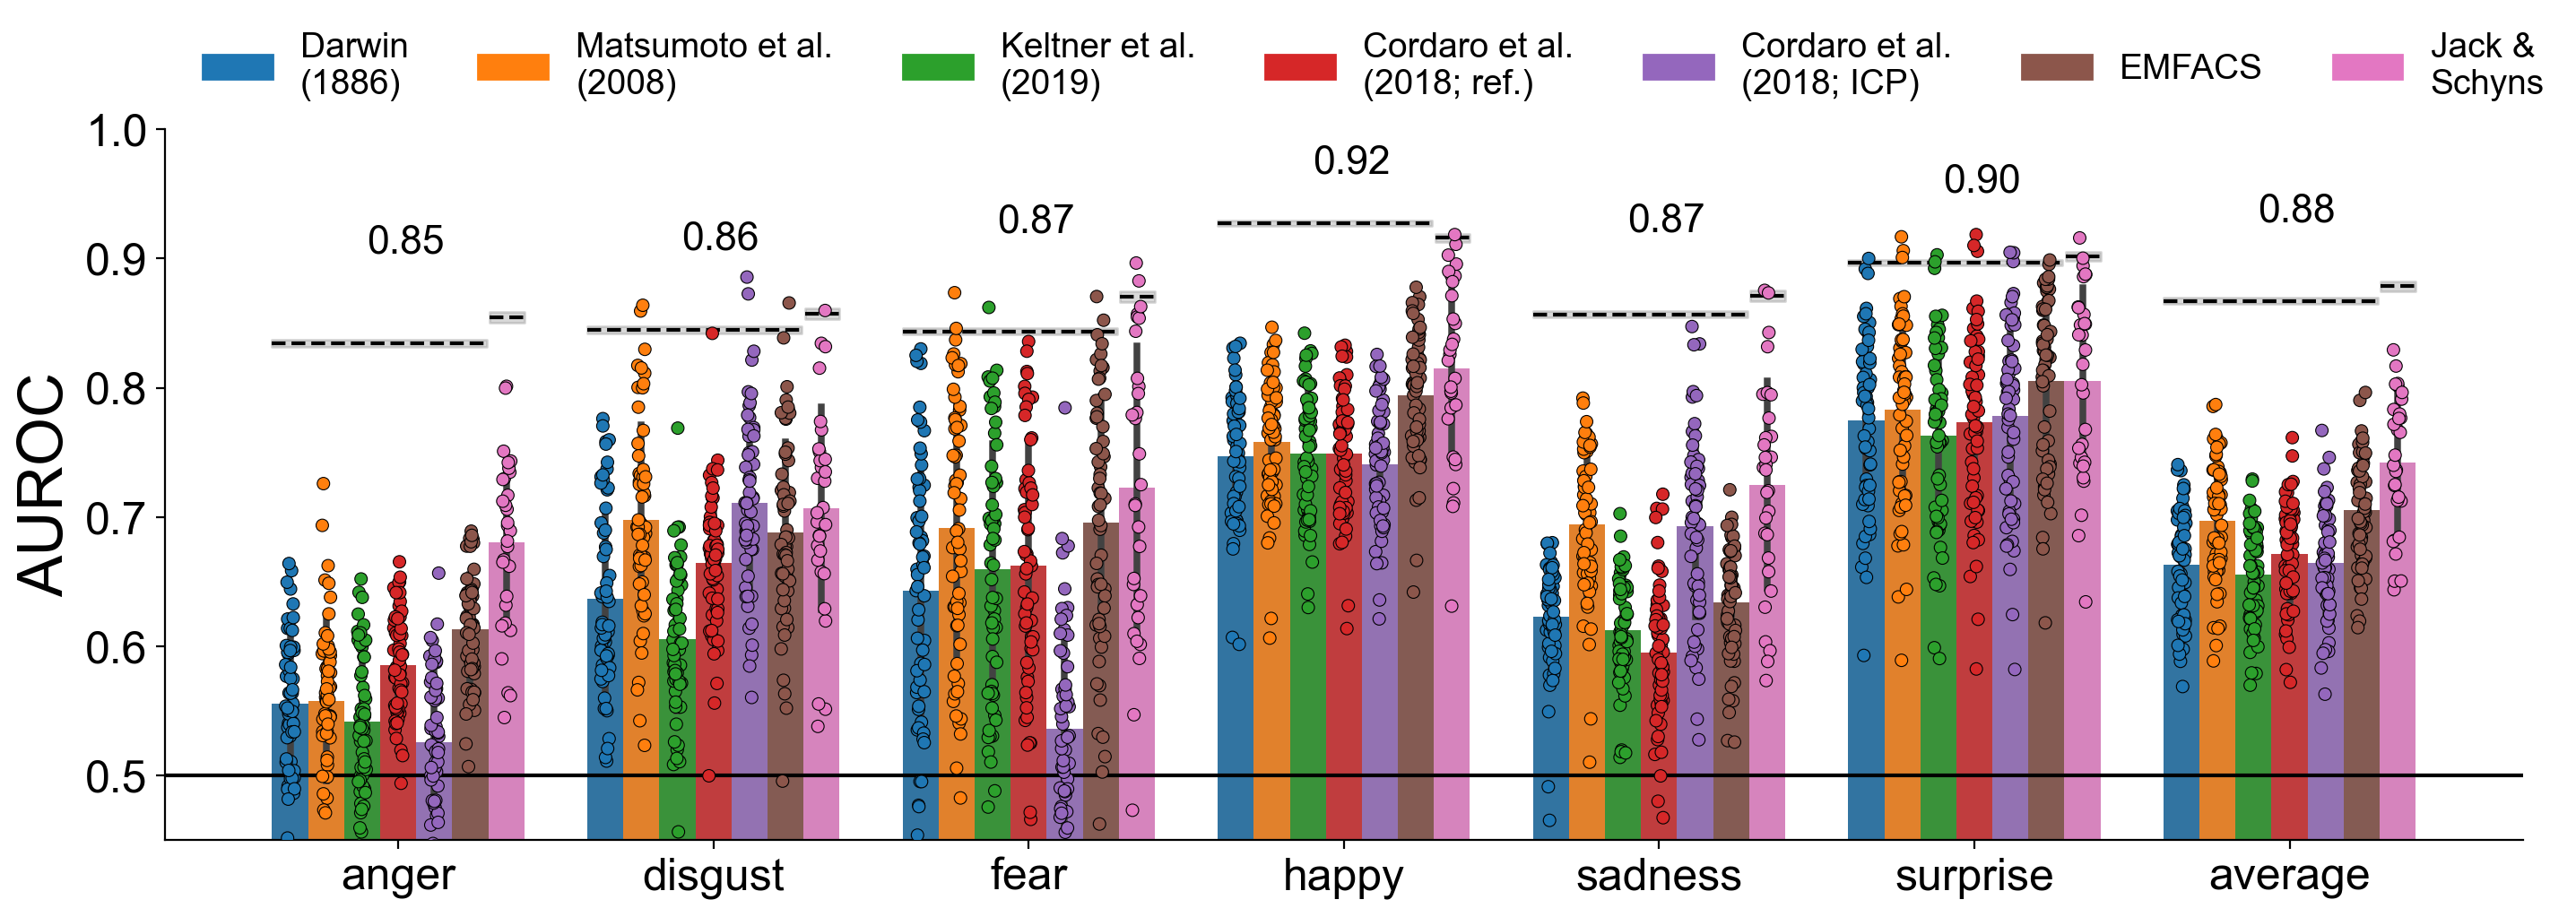 Darwin
(1886)
Matsumoto et al.
(2008)
Keltner et al.
(2019)
Cordaro et al.
(2018; ref.)
Cordaro et al.
(2018; ICP)
EMFACS
Jack &
Schyns
AUROC
1.0
0.9
0.8
0.7
0.6
0.5
0.85
0.86
0.87
0.92
0.87
0.90
0.88
anger
disgust
fear
happy
sadness
surprise
average